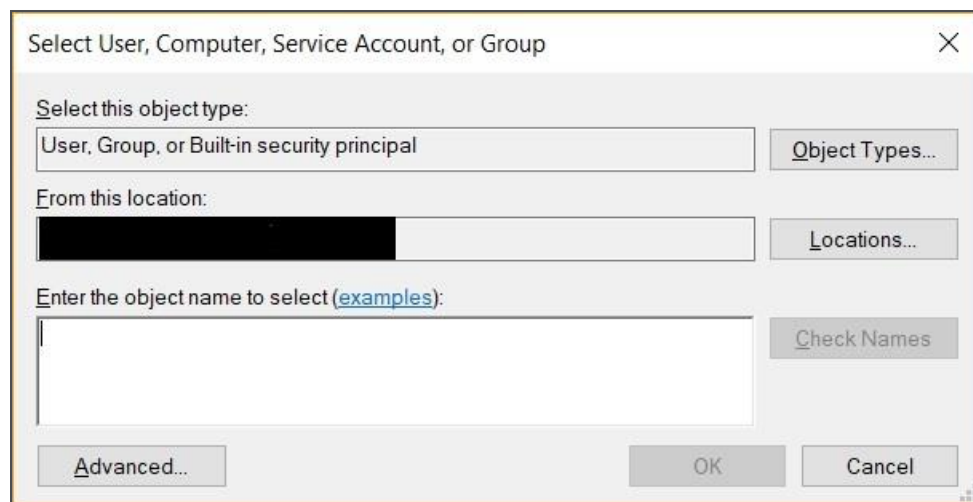 Select User, Computer, Service Account, or Group
Select this object type:
User, Group, or Built-in security principal
Object Types...
From this location:
Locations...
Enter the object name to select (examples):
Check Names
Advanced...
OK
Cancel